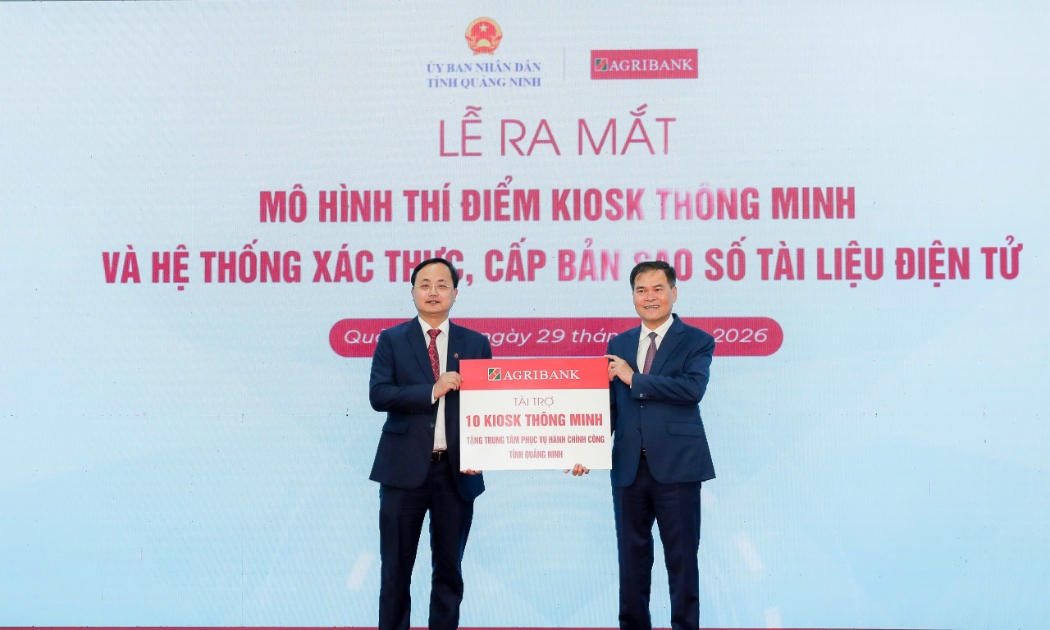 ỦY BAN NHÂN DÂN
TỈNH QUẢNG NINH
AGRIBANK
LỄ RA MẮT
MÔ HÌNH THÍ ĐIỂM KIOSK THÔNG MINH
VÀ HỆ THỐNG XÁC THỰC, CẤP BẢN SAO SỐ TÀI LIỆU ĐIỆN TỬ
ngày 29 2026
AGRIBANK
TÀI TRỢ
10 KIOSK THÔNG MINH
TẶNG TRUNG TÂM PHỤC VỤ HÀNH CHÍNH CÔNG
TỈNH QUẢNG NINH